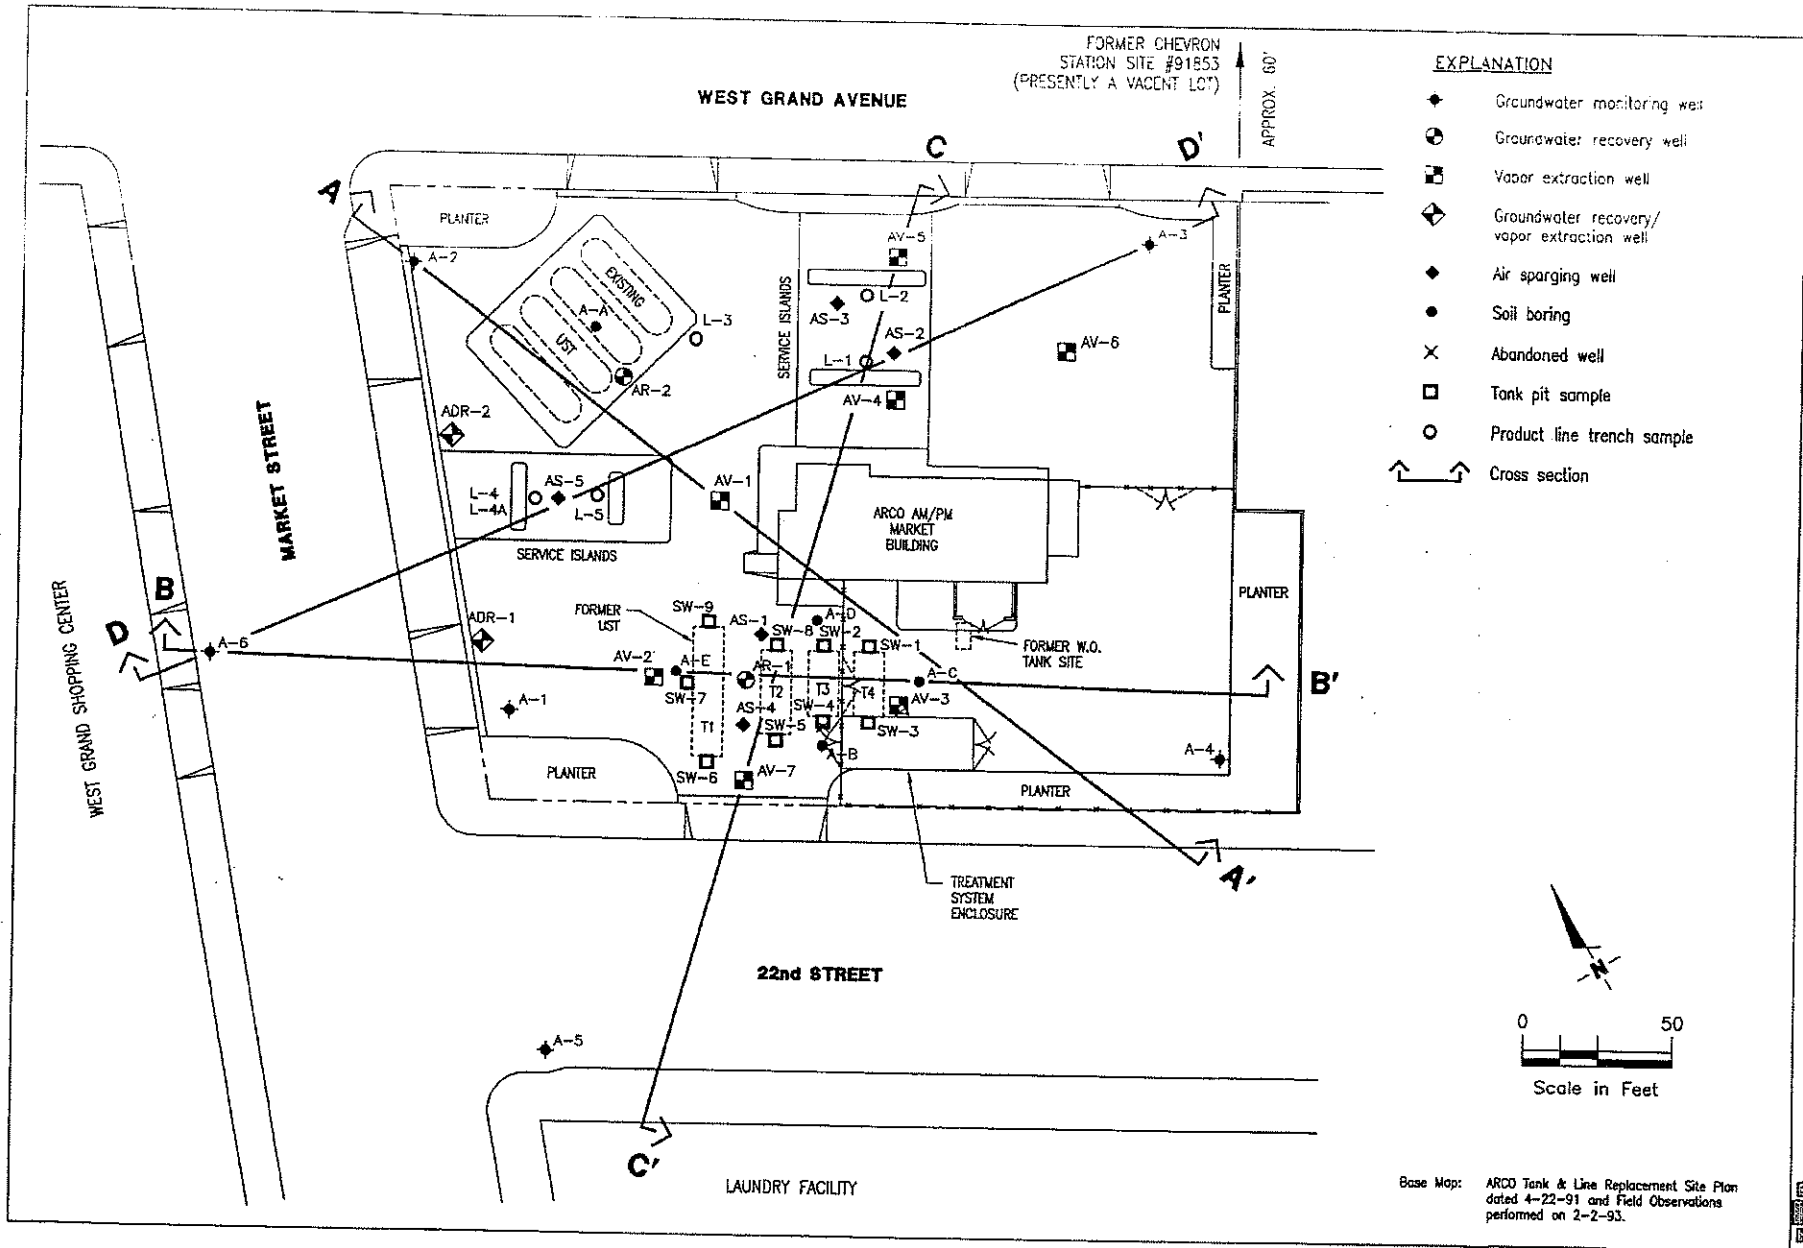 FORMER CHEVRON
STATION SITE #91853
(PRESENTLY A VACENT LOT)
APPROX. 60'
WEST GRAND AVENUE
EXPLANATION
Groundwater monitoring well
Groundwater recovery well
Vapor extraction well
Groundwater recovery/
vapor extraction well
Air sparging well
Soil boring
Abandoned well
Tank pit sample
Product line trench sample
Cross section
A
C
D'
PLANTER
A-2
EXISTING
A-A
UST
L-3
AR-2
ADR-2
SERVICE ISLANDS
AV-5
L-2
AS-3
AS-2
L-1
AV-4
A-3
PLANTER
AV-6
MARKET STREET
L-4
L-4A
AS-5
L-5
SERVICE ISLANDS
AV-1
ARCO AM/PM
MARKET
BUILDING
PLANTER
WEST GRAND SHOPPING CENTER
B
D
A-6
ADR-1
FORMER
UST
SW-9
AS-1
A-D
SW-8
SW-2
SW-1
FORMER W.O.
TANK SITE
AV-2
A-E
AR-1
A-C
B'
SW-7
T1
T2
T3
T4
A-1
AS-4
SW-4
AV-3
SW-5
SW-3
A-B
A-4
PLANTER
SW-6
AV-7
PLANTER
A'
TREATMENT
SYSTEM
ENCLOSURE
22nd STREET
N
A-5
0 50
Scale in Feet
C'
LAUNDRY FACILITY
Base Map: ARCO Tank & Line Replacement Site Plan
dated 4-22-91 and Field Observations
performed on 2-2-93.